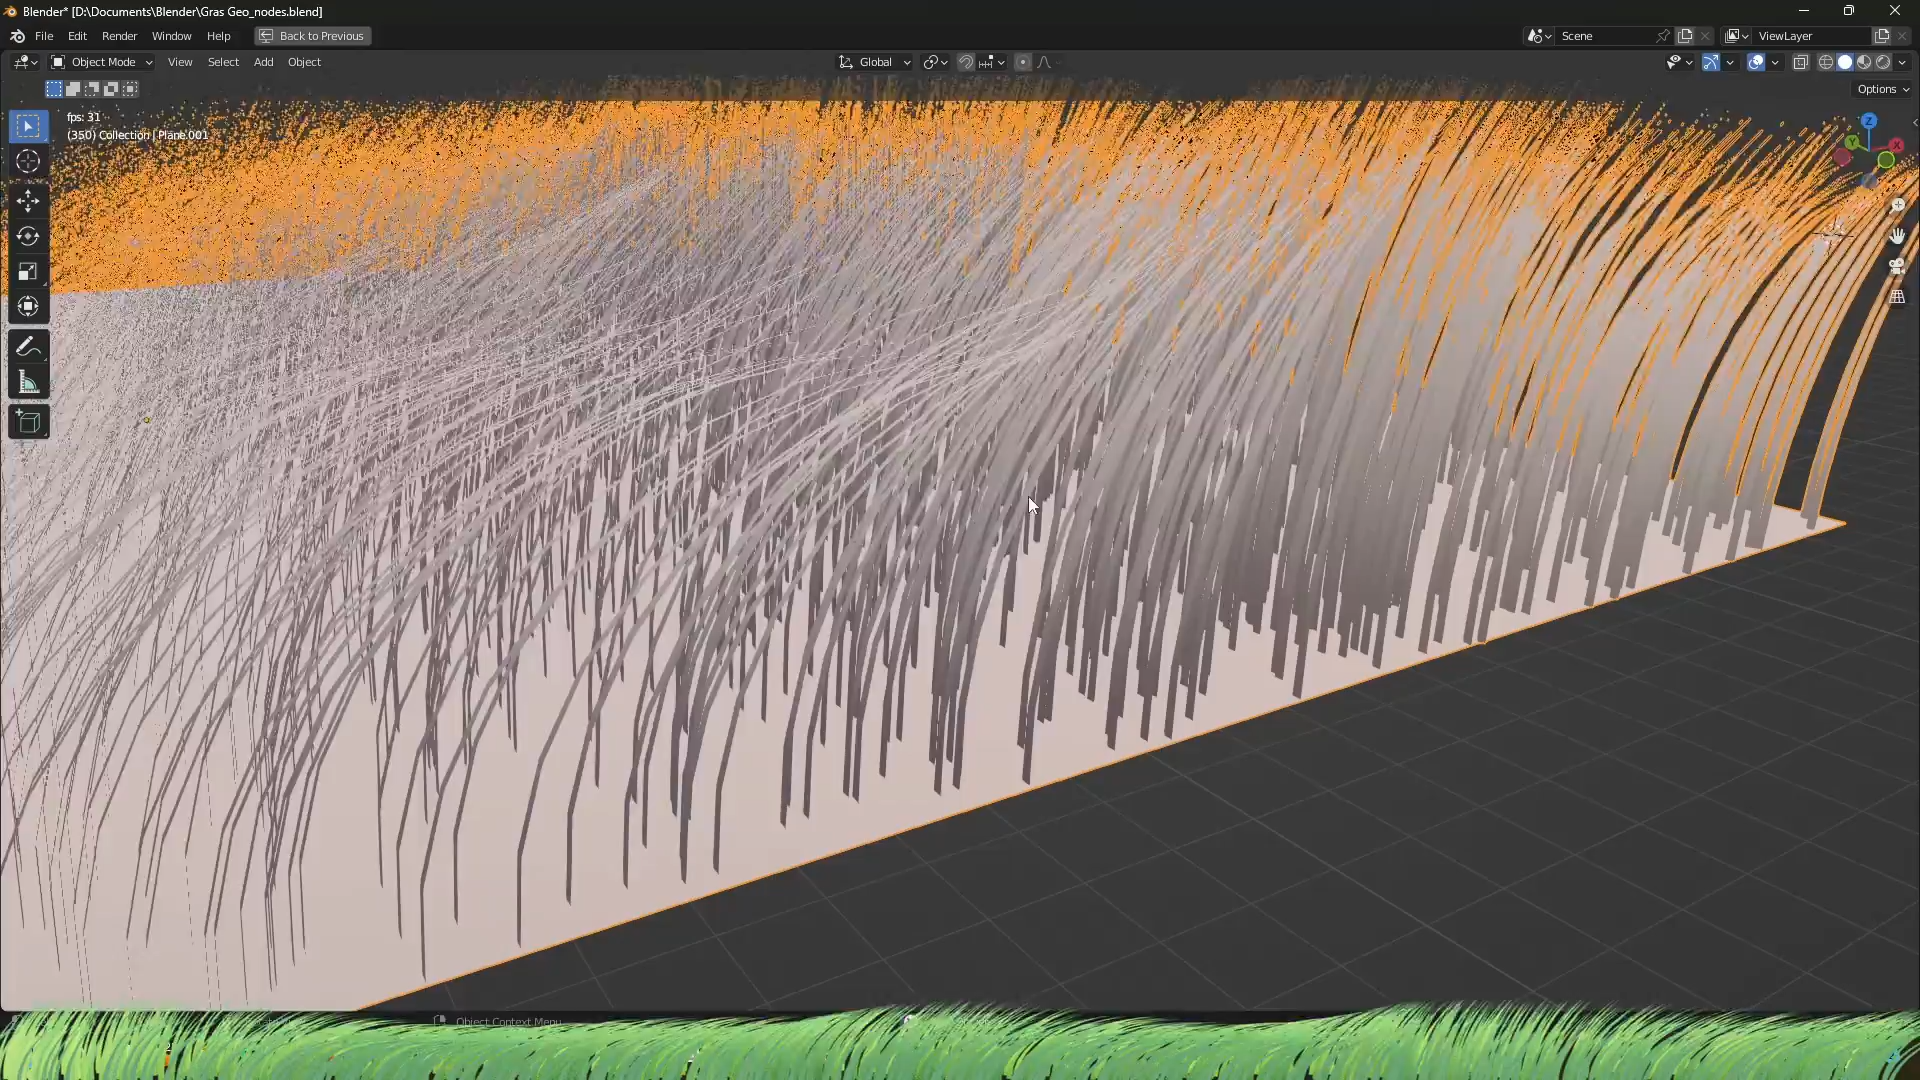 Blender* [D:\Documents\Blender\Gras Geo_nodes.blend]
File Edit Render Window Help Back to Previous Scene ViewLayer
Object Mode View Select Add Object Global
Options
fps: 31
(350) Collection | Plane.001
Z
Y
X
Object Context Menu